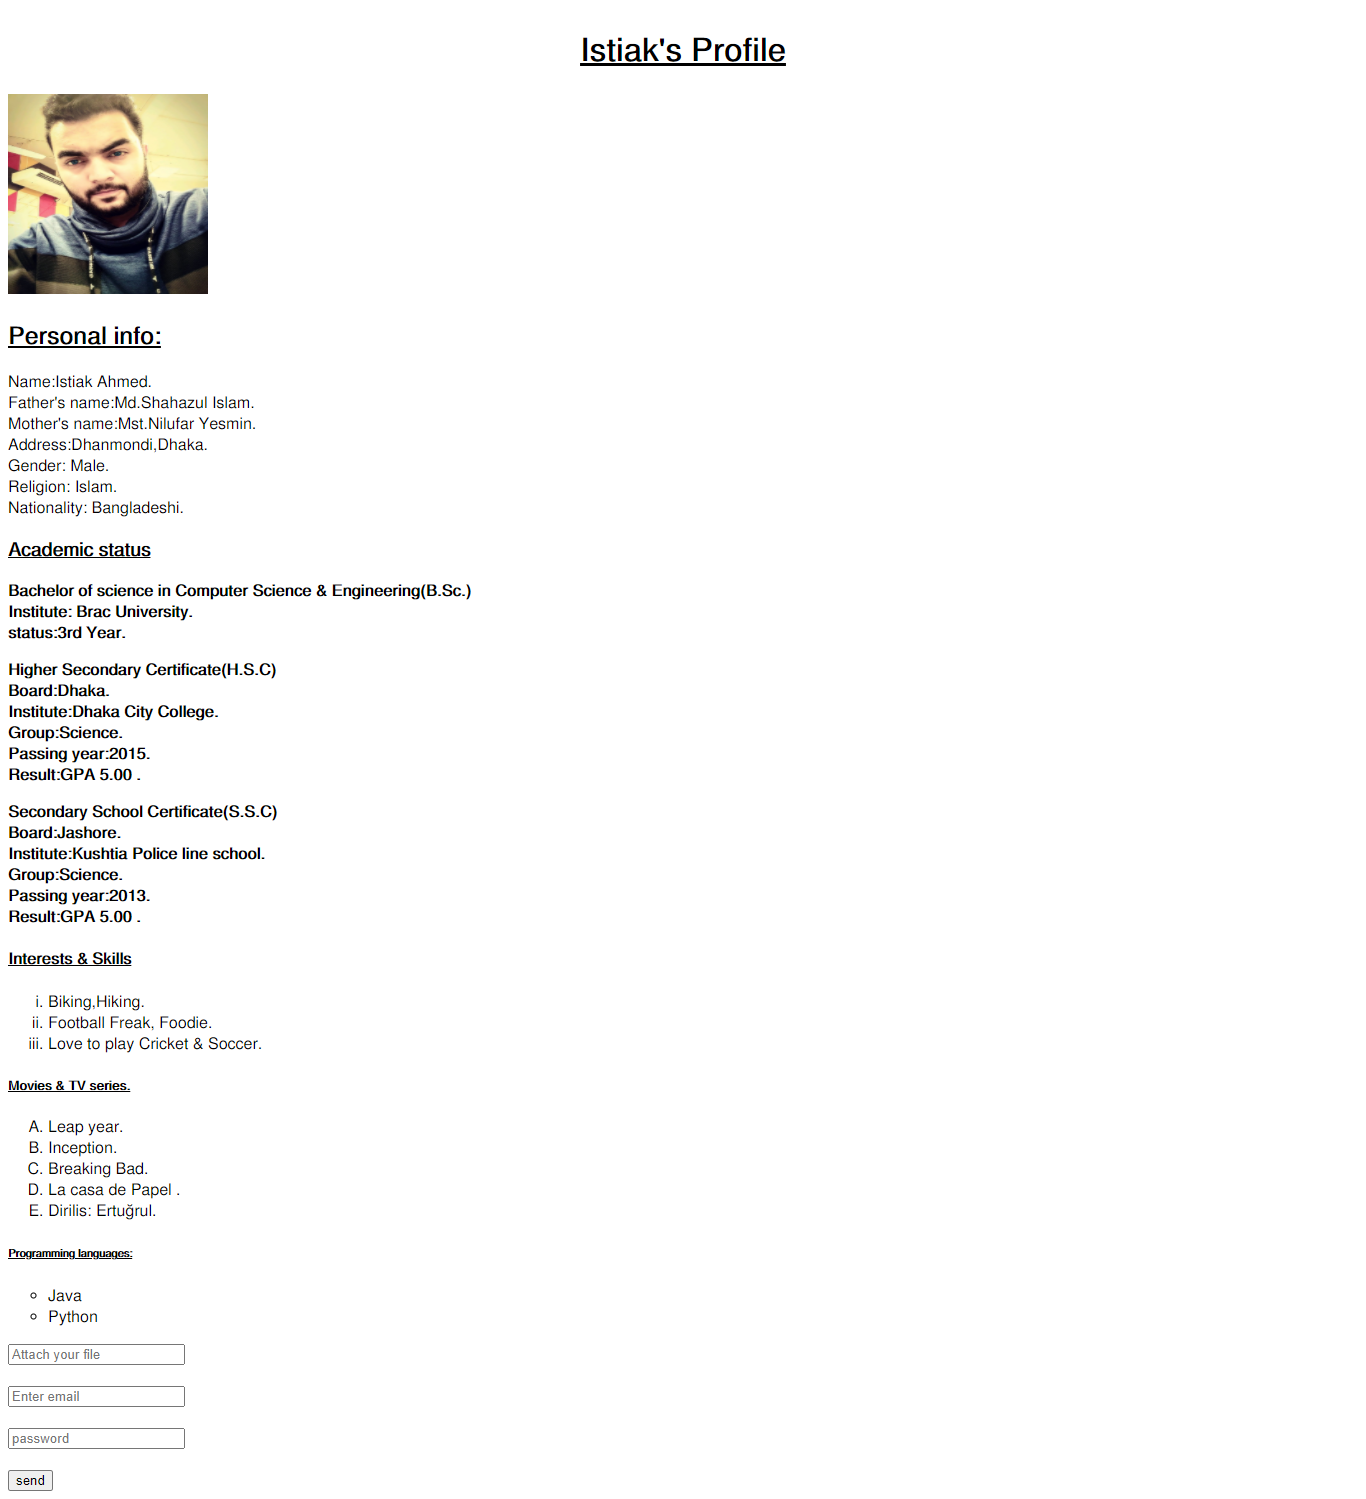 Istiak's Profile
Personal info:
Name:Istiak Ahmed.
Father's name:Md.Shahazul Islam.
Mother's name:Mst.Nilufar Yesmin.
Address:Dhanmondi,Dhaka.
Gender: Male.
Religion: Islam.
Nationality: Bangladeshi.
Academic status
Bachelor of science in Computer Science & Engineering(B.Sc.)
Institute: Brac University.
status:3rd Year.
Higher Secondary Certificate(H.S.C)
Board:Dhaka.
Institute:Dhaka City College.
Group:Science.
Passing year:2015.
Result:GPA 5.00 .
Secondary School Certificate(S.S.C)
Board:Jashore.
Institute:Kushtia Police line school.
Group:Science.
Passing year:2013.
Result:GPA 5.00 .
Interests & Skills
i. Biking,Hiking.
ii. Football Freak, Foodie.
iii. Love to play Cricket & Soccer.
Movies & TV series.
A. Leap year.
B. Inception.
C. Breaking Bad.
D. La casa de Papel .
E. Dirilis: Ertuğrul.
Programming languages:
Java
Python
Attach your file
Enter email
password
send